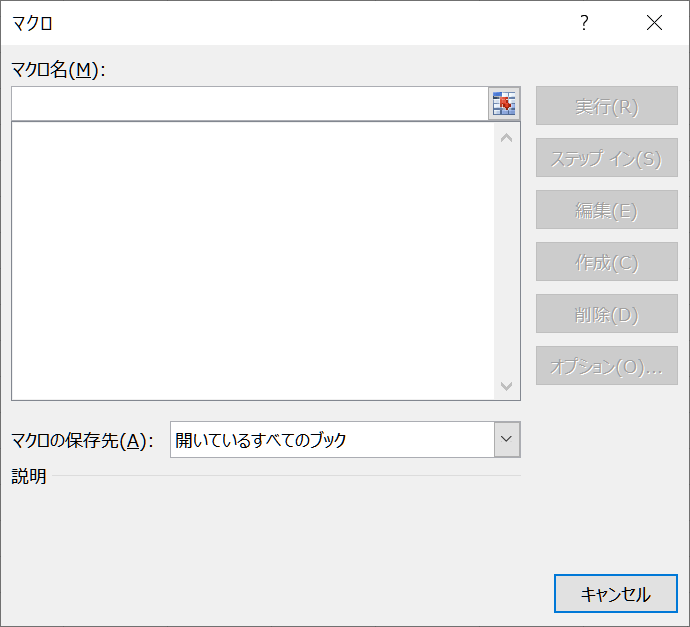 マクロ
?
マクロ名(M):
実行(R)
ステップ イン(S)
編集(E)
作成(C)
削除(D)
オプション(O)...
マクロの保存先(A):
開いているすべてのブック
説明
キャンセル